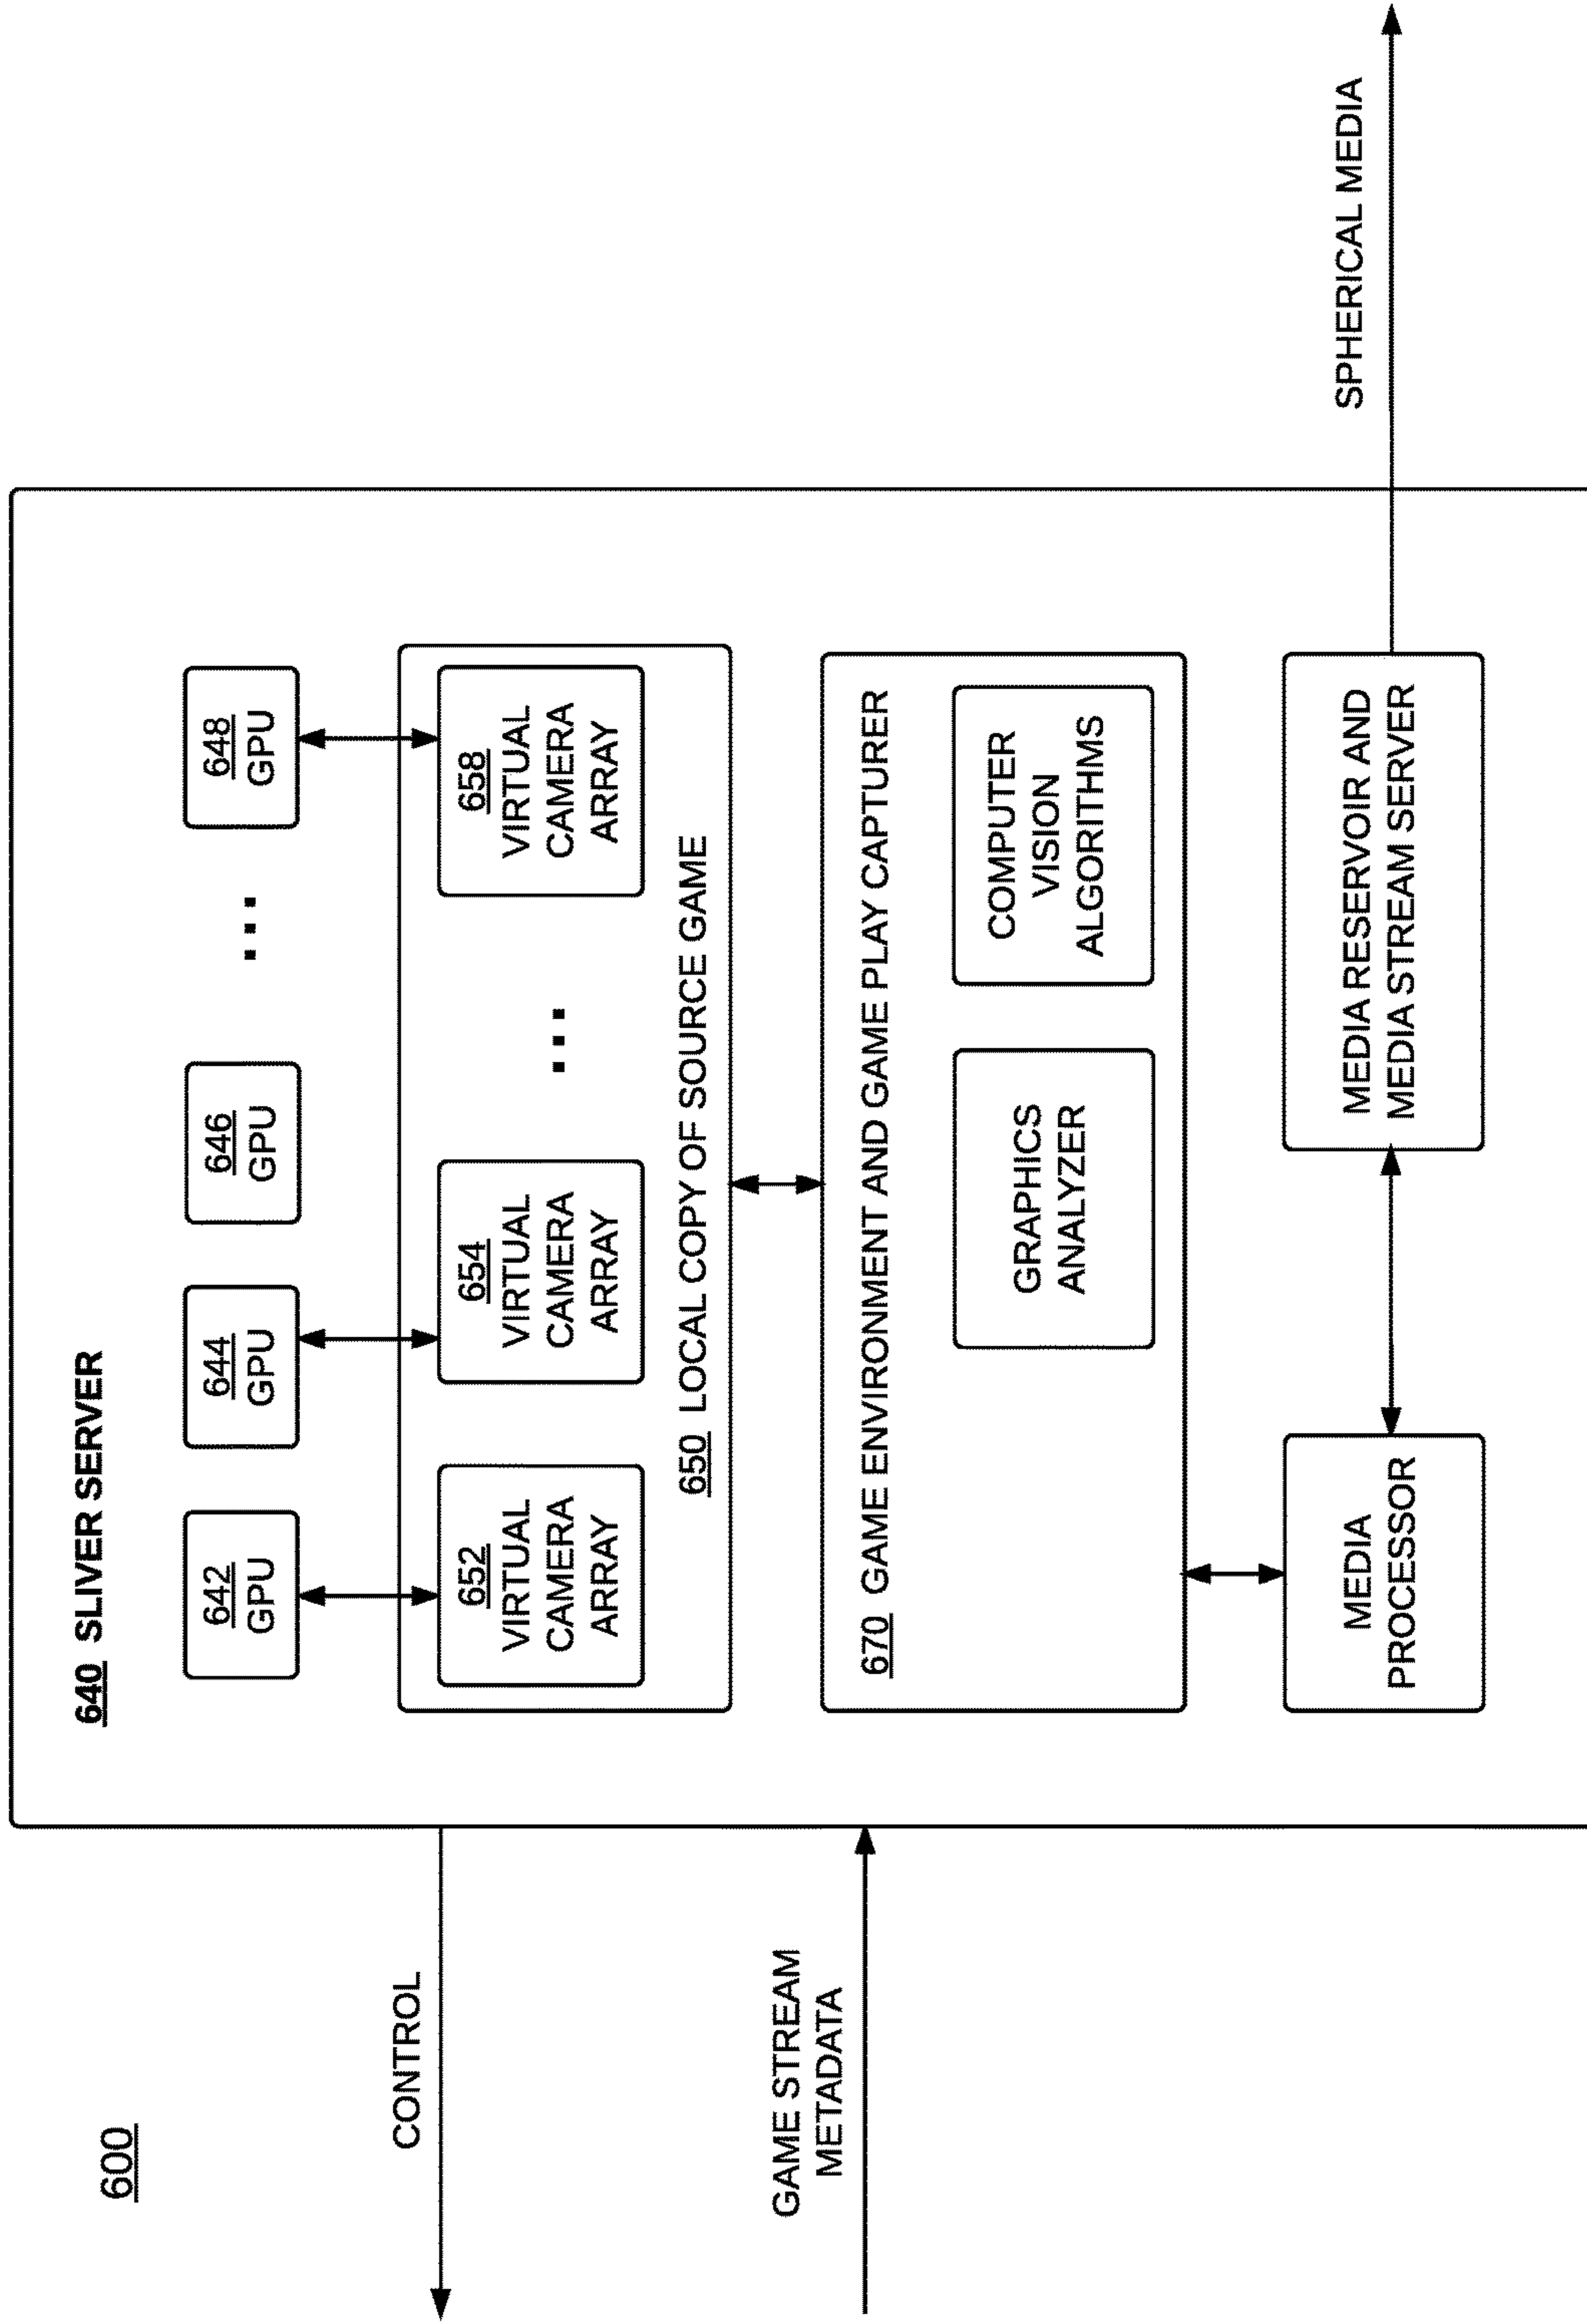 600
CONTROL
GAME STREAM
METADATA
640 SLIVER SERVER
642
GPU
644
GPU
646
GPU
...
648
GPU
652
VIRTUAL
CAMERA
ARRAY
654
VIRTUAL
CAMERA
ARRAY
...
658
VIRTUAL
CAMERA
ARRAY
650 LOCAL COPY OF SOURCE GAME
670 GAME ENVIRONMENT AND GAME PLAY CAPTURER
GRAPHICS
ANALYZER
COMPUTER
VISION
ALGORITHMS
MEDIA
PROCESSOR
MEDIA RESERVOIR AND
MEDIA STREAM SERVER
SPHERICAL MEDIA